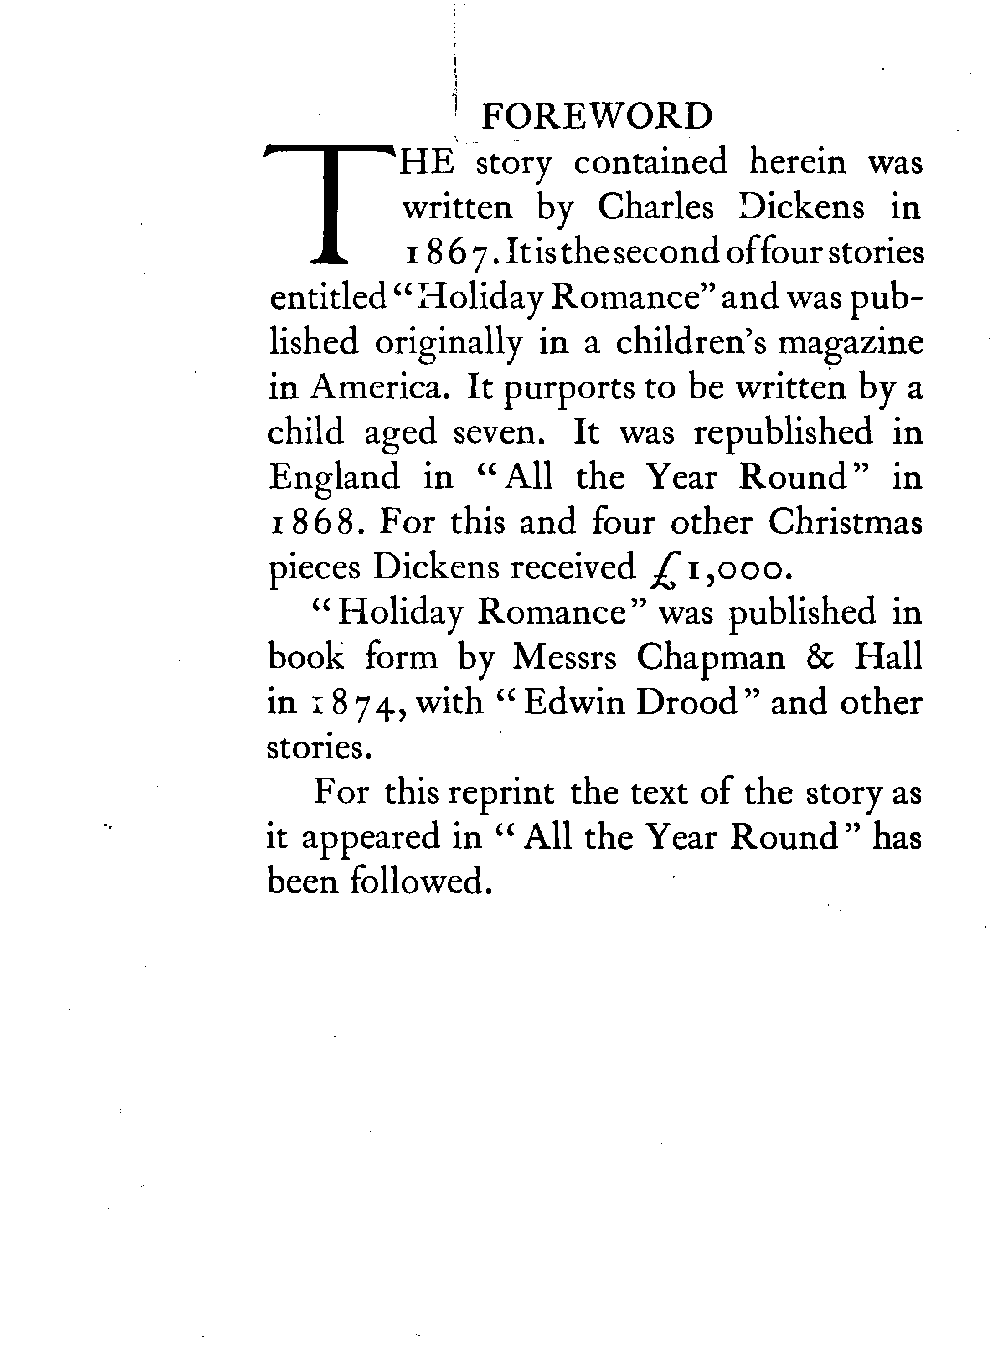 FOREWORD
THE story contained herein was
written by Charles Dickens in
1867. It is the second of four stories
entitled “Holiday Romance” and was pub-
lished originally in a children’s magazine
in America. It purports to be written by a
child aged seven. It was republished in
England in “All the Year Round” in
1868. For this and four other Christmas
pieces Dickens received £1,000.
“Holiday Romance” was published in
book form by Messrs Chapman & Hall
in 1874, with “Edwin Drood” and other
stories.
For this reprint the text of the story as
it appeared in “All the Year Round” has
been followed.